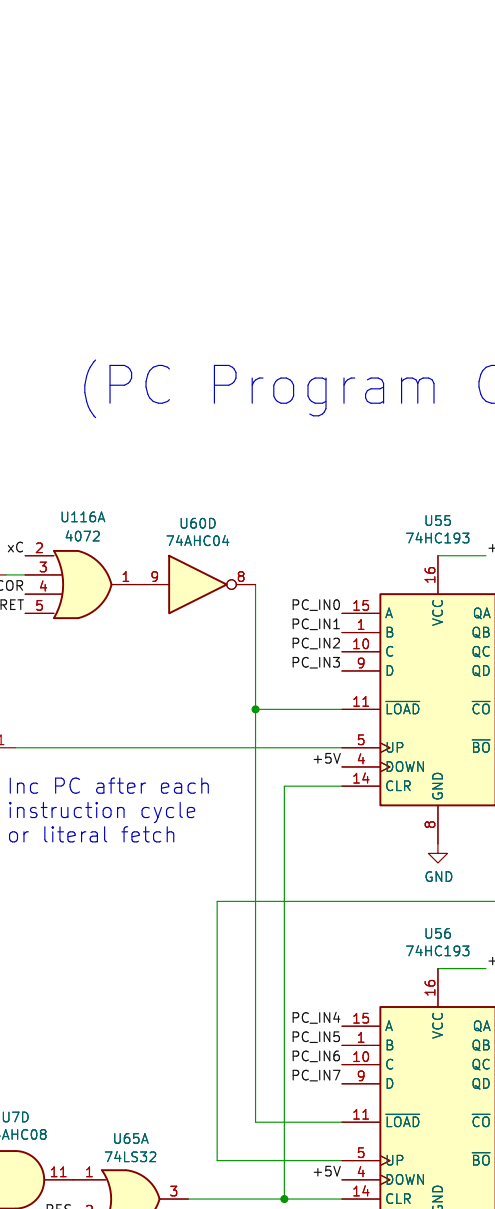 (PC Program C
U116A
4072
U60D
74AHC04
U55
74HC193
xC 2
3
COR 4
RET 5
1
9
8
16
VCC
PC_IN0 15 A QA
PC_IN1 1 B QB
PC_IN2 10 C QC
PC_IN3 9 D QD
11 LOAD CO
1
5 UP BO
+5V 4 DOWN
14 CLR
GND
8
GND
Inc PC after each
instruction cycle
or literal fetch
U56
74HC193
16
VCC
PC_IN4 15 A QA
PC_IN5 1 B QB
PC_IN6 10 C QC
PC_IN7 9 D QD
11 LOAD CO
5 UP BO
+5V 4 DOWN
14 CLR
GND
U7D
AHC08
U65A
74LS32
11 1
3